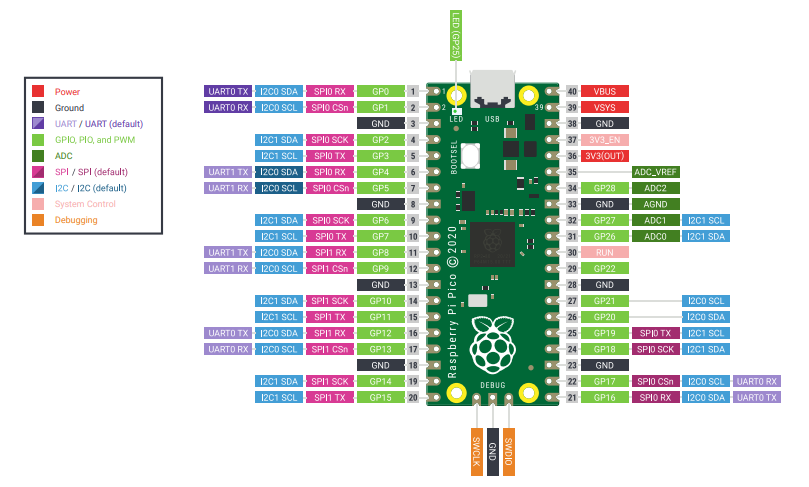 LED (GP25)
Power
Ground
UART / UART (default)
GPIO, PIO, and PWM
ADC
SPI / SPI (default)
I2C / I2C (default)
System Control
Debugging
UART0 TX I2C0 SDA SPI0 RX GP0 1
UART0 RX I2C0 SCL SPI0 CSn GP1 2
GND 3
I2C1 SDA SPI0 SCK GP2 4
I2C1 SCL SPI0 TX GP3 5
UART1 TX I2C0 SDA SPI0 RX GP4 6
UART1 RX I2C0 SCL SPI0 CSn GP5 7
GND 8
I2C1 SDA SPI0 SCK GP6 9
I2C1 SCL SPI0 TX GP7 10
UART1 TX I2C0 SDA SPI1 RX GP8 11
UART1 RX I2C0 SCL SPI1 CSn GP9 12
GND 13
I2C1 SDA SPI1 SCK GP10 14
I2C1 SCL SPI1 TX GP11 15
UART0 TX I2C0 SDA SPI1 RX GP12 16
UART0 RX I2C0 SCL SPI1 CSn GP13 17
GND 18
I2C1 SDA SPI1 SCK GP14 19
I2C1 SCL SPI1 TX GP15 20
1
2
39
LED
USB
BOOTSEL
Raspberry Pi Pico © 2020
DEBUG
40 VBUS
39 VSYS
38 GND
37 3V3_EN
36 3V3(OUT)
35 ADC_VREF
34 GP28 ADC2
33 GND AGND
32 GP27 ADC1 I2C1 SCL
31 GP26 ADC0 I2C1 SDA
30 RUN
29 GP22
28 GND
27 GP21 I2C0 SCL
26 GP20 I2C0 SDA
25 GP19 SPI0 TX I2C1 SCL
24 GP18 SPI0 SCK I2C1 SDA
23 GND
22 GP17 SPI0 CSn I2C0 SCL UART0 RX
21 GP16 SPI0 RX I2C0 SDA UART0 TX
SWCLK
GND
SWDIO